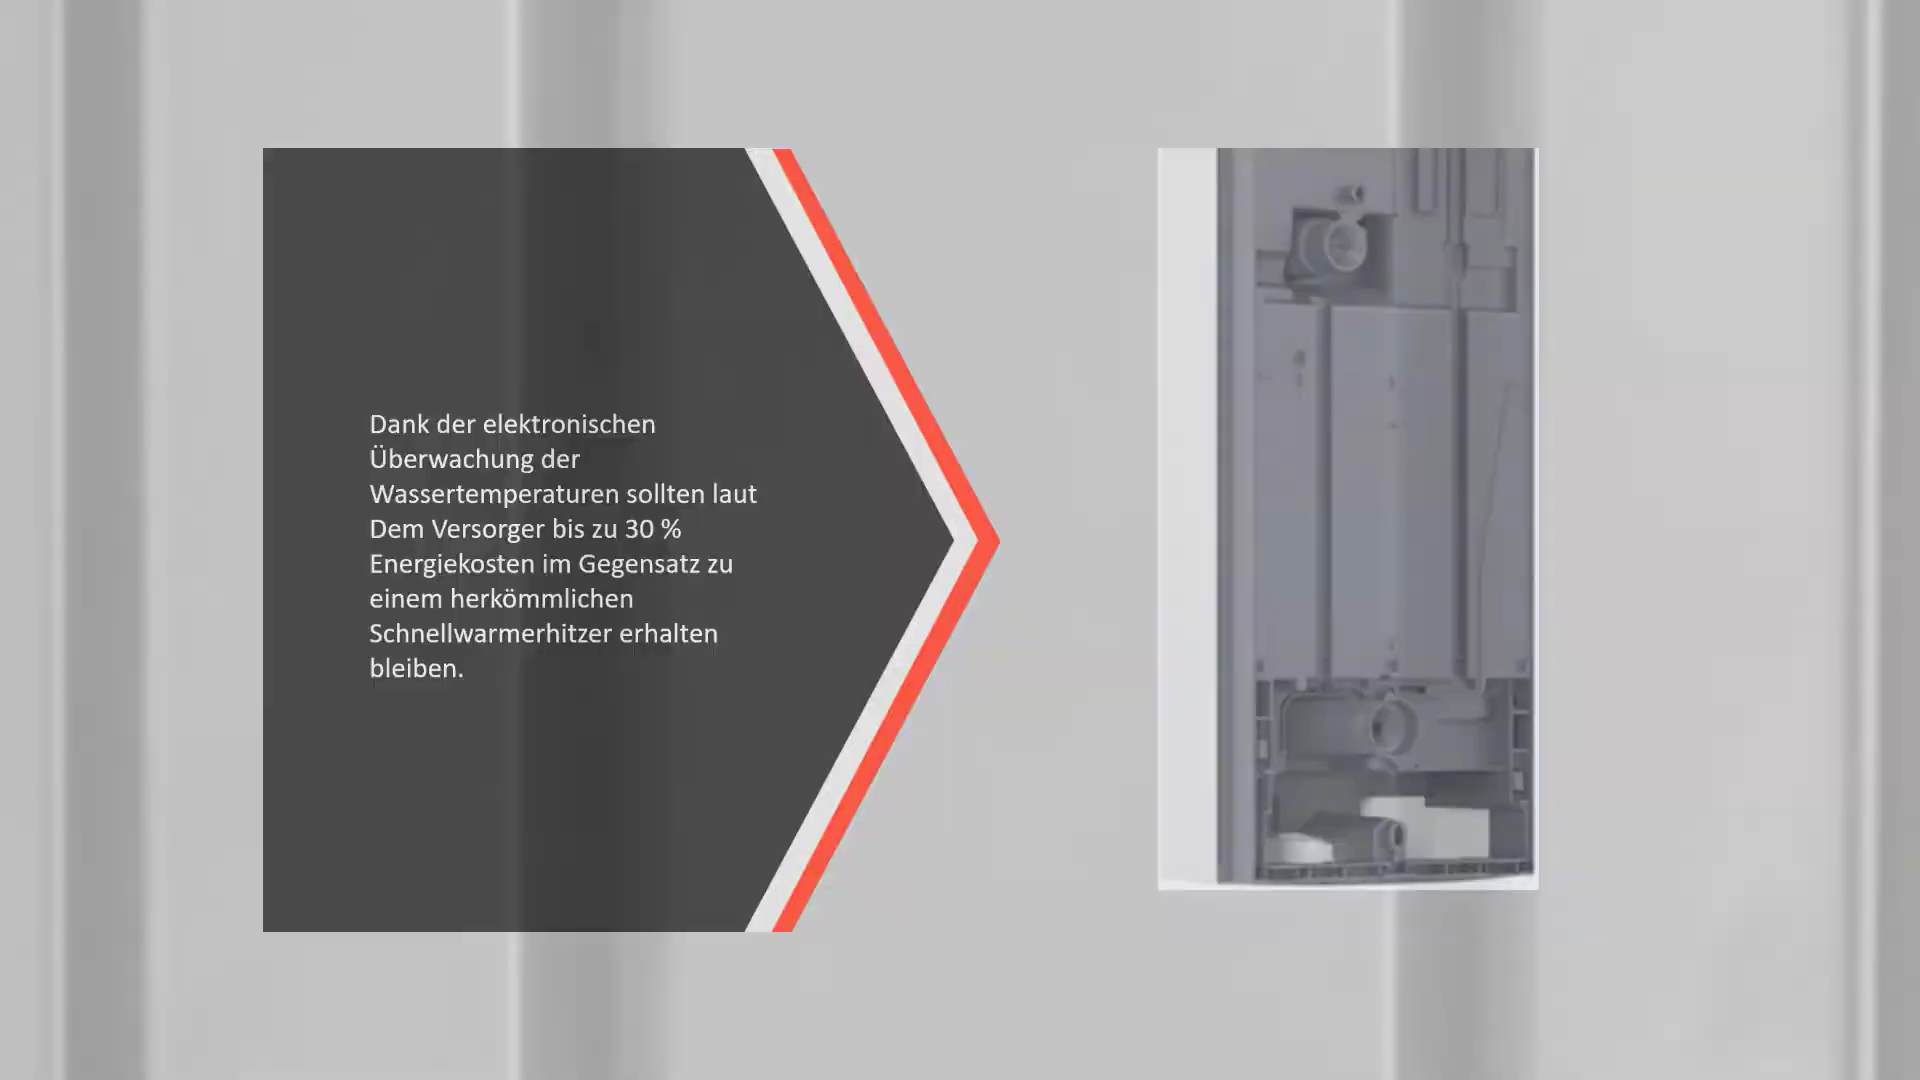 Dank der elektronischen
Überwachung der
Wassertemperaturen sollten laut
Dem Versorger bis zu 30 %
Energiekosten im Gegensatz zu
einem herkömmlichen
Schnellwarmerhitzer erhalten
bleiben.